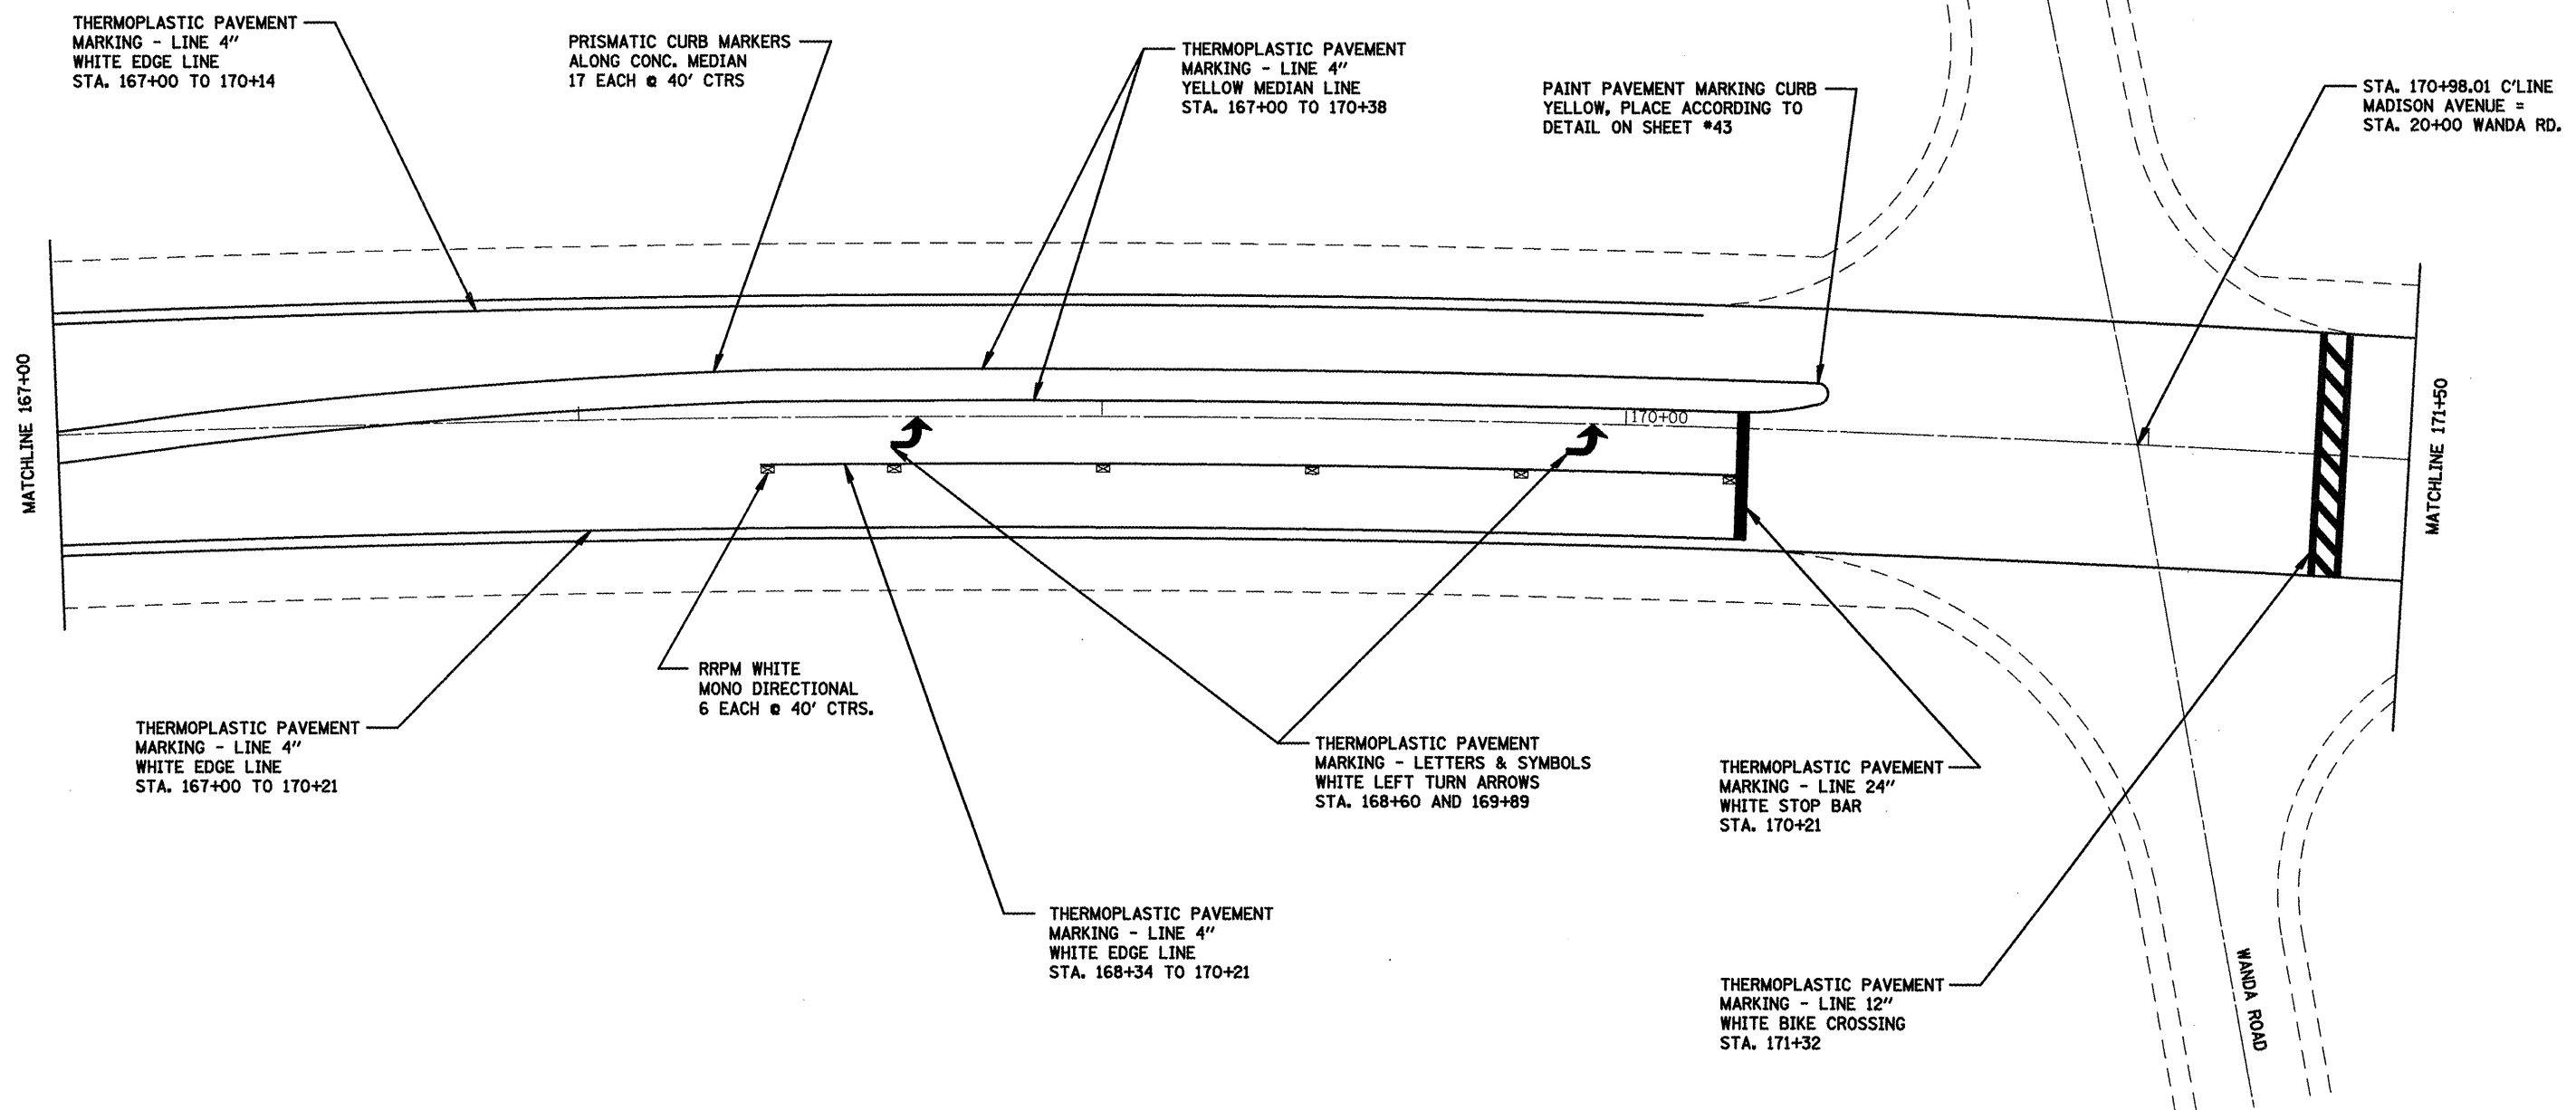 THERMOPLASTIC PAVEMENT
MARKING - LINE 4"
WHITE EDGE LINE
STA. 167+00 TO 170+14
PRISMATIC CURB MARKERS
ALONG CONC. MEDIAN
17 EACH @ 40' CTRS
THERMOPLASTIC PAVEMENT
MARKING - LINE 4"
YELLOW MEDIAN LINE
STA. 167+00 TO 170+38
PAINT PAVEMENT MARKING CURB
YELLOW, PLACE ACCORDING TO
DETAIL ON SHEET #43
STA. 170+98.01 C'LINE
MADISON AVENUE =
STA. 20+00 WANDA RD.
MATCHLINE 167+00
170+00
MATCHLINE 171+50
RRPM WHITE
MONO DIRECTIONAL
6 EACH @ 40' CTRS.
THERMOPLASTIC PAVEMENT
MARKING - LINE 4"
WHITE EDGE LINE
STA. 167+00 TO 170+21
THERMOPLASTIC PAVEMENT
MARKING - LETTERS & SYMBOLS
WHITE LEFT TURN ARROWS
STA. 168+60 AND 169+89
THERMOPLASTIC PAVEMENT
MARKING - LINE 24"
WHITE STOP BAR
STA. 170+21
THERMOPLASTIC PAVEMENT
MARKING - LINE 4"
WHITE EDGE LINE
STA. 168+34 TO 170+21
THERMOPLASTIC PAVEMENT
MARKING - LINE 12"
WHITE BIKE CROSSING
STA. 171+32
WANDA ROAD